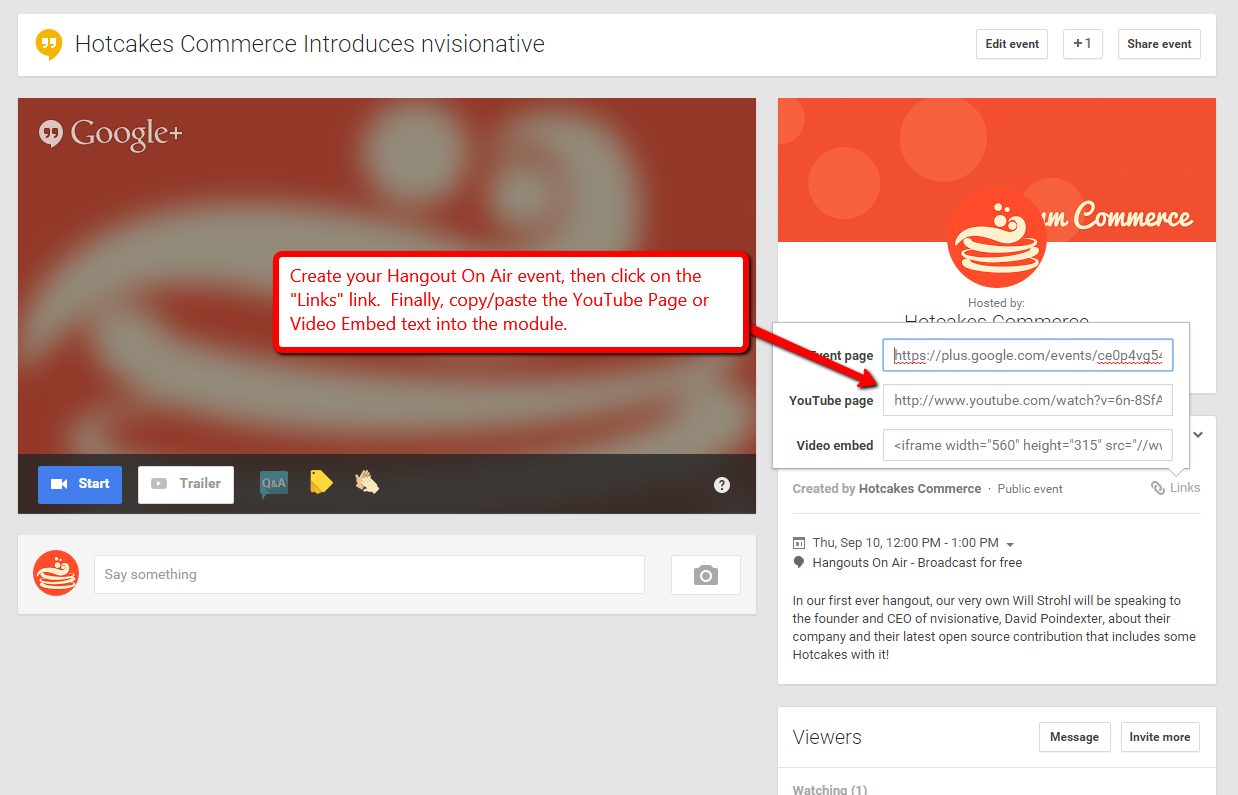 Hotcakes Commerce Introduces nvisionative
Edit event
+1
Share event
Google+
Commerce
Create your Hangout On Air event, then click on the
"Links" link.  Finally, copy/paste the YouTube Page or
Video Embed text into the module.
Hosted by:
Hotcakes Commerce
Event page
https://plus.google.com/events/ce0p4vg54
YouTube page
http://www.youtube.com/watch?v=6n-8SfA
Video embed
<iframe width="560" height="315" src="//wv
Start
Trailer
Q&A
?
Created by Hotcakes Commerce · Public event
Links
31
Thu, Sep 10, 12:00 PM - 1:00 PM
Hangouts On Air - Broadcast for free
Say something
In our first ever hangout, our very own Will Strohl will be speaking to
the founder and CEO of nvisionative, David Poindexter, about their
company and their latest open source contribution that includes some
Hotcakes with it!
Viewers
Message
Invite more
Watching (1)